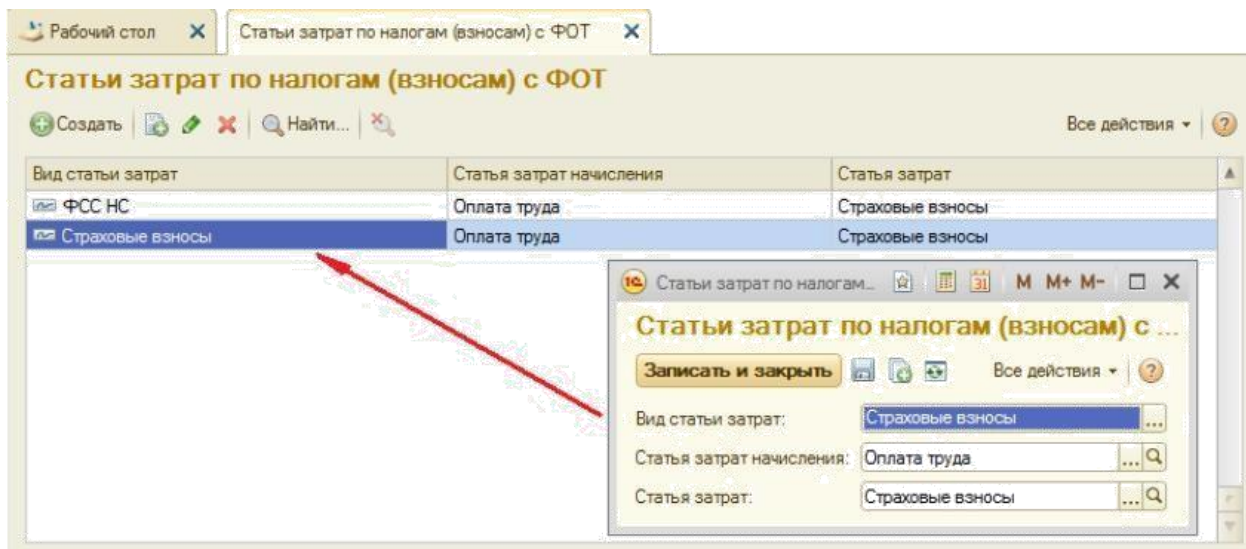 Рабочий стол
Статьи затрат по налогам (взносам) с ФОТ
Статьи затрат по налогам (взносам) с ФОТ
Создать Найти... Все действия ?
Вид статьи затрат Статья затрат начисления Статья затрат
ФСС НС Оплата труда Страховые взносы
Страховые взносы Оплата труда Страховые взносы
1С Статьи затрат по налогам... 31 M M+ M-
Статьи затрат по налогам (взносам) с ...
Записать и закрыть Все действия ?
Вид статьи затрат: Страховые взносы ...
Статья затрат начисления: Оплата труда ...
Статья затрат: Страховые взносы ...